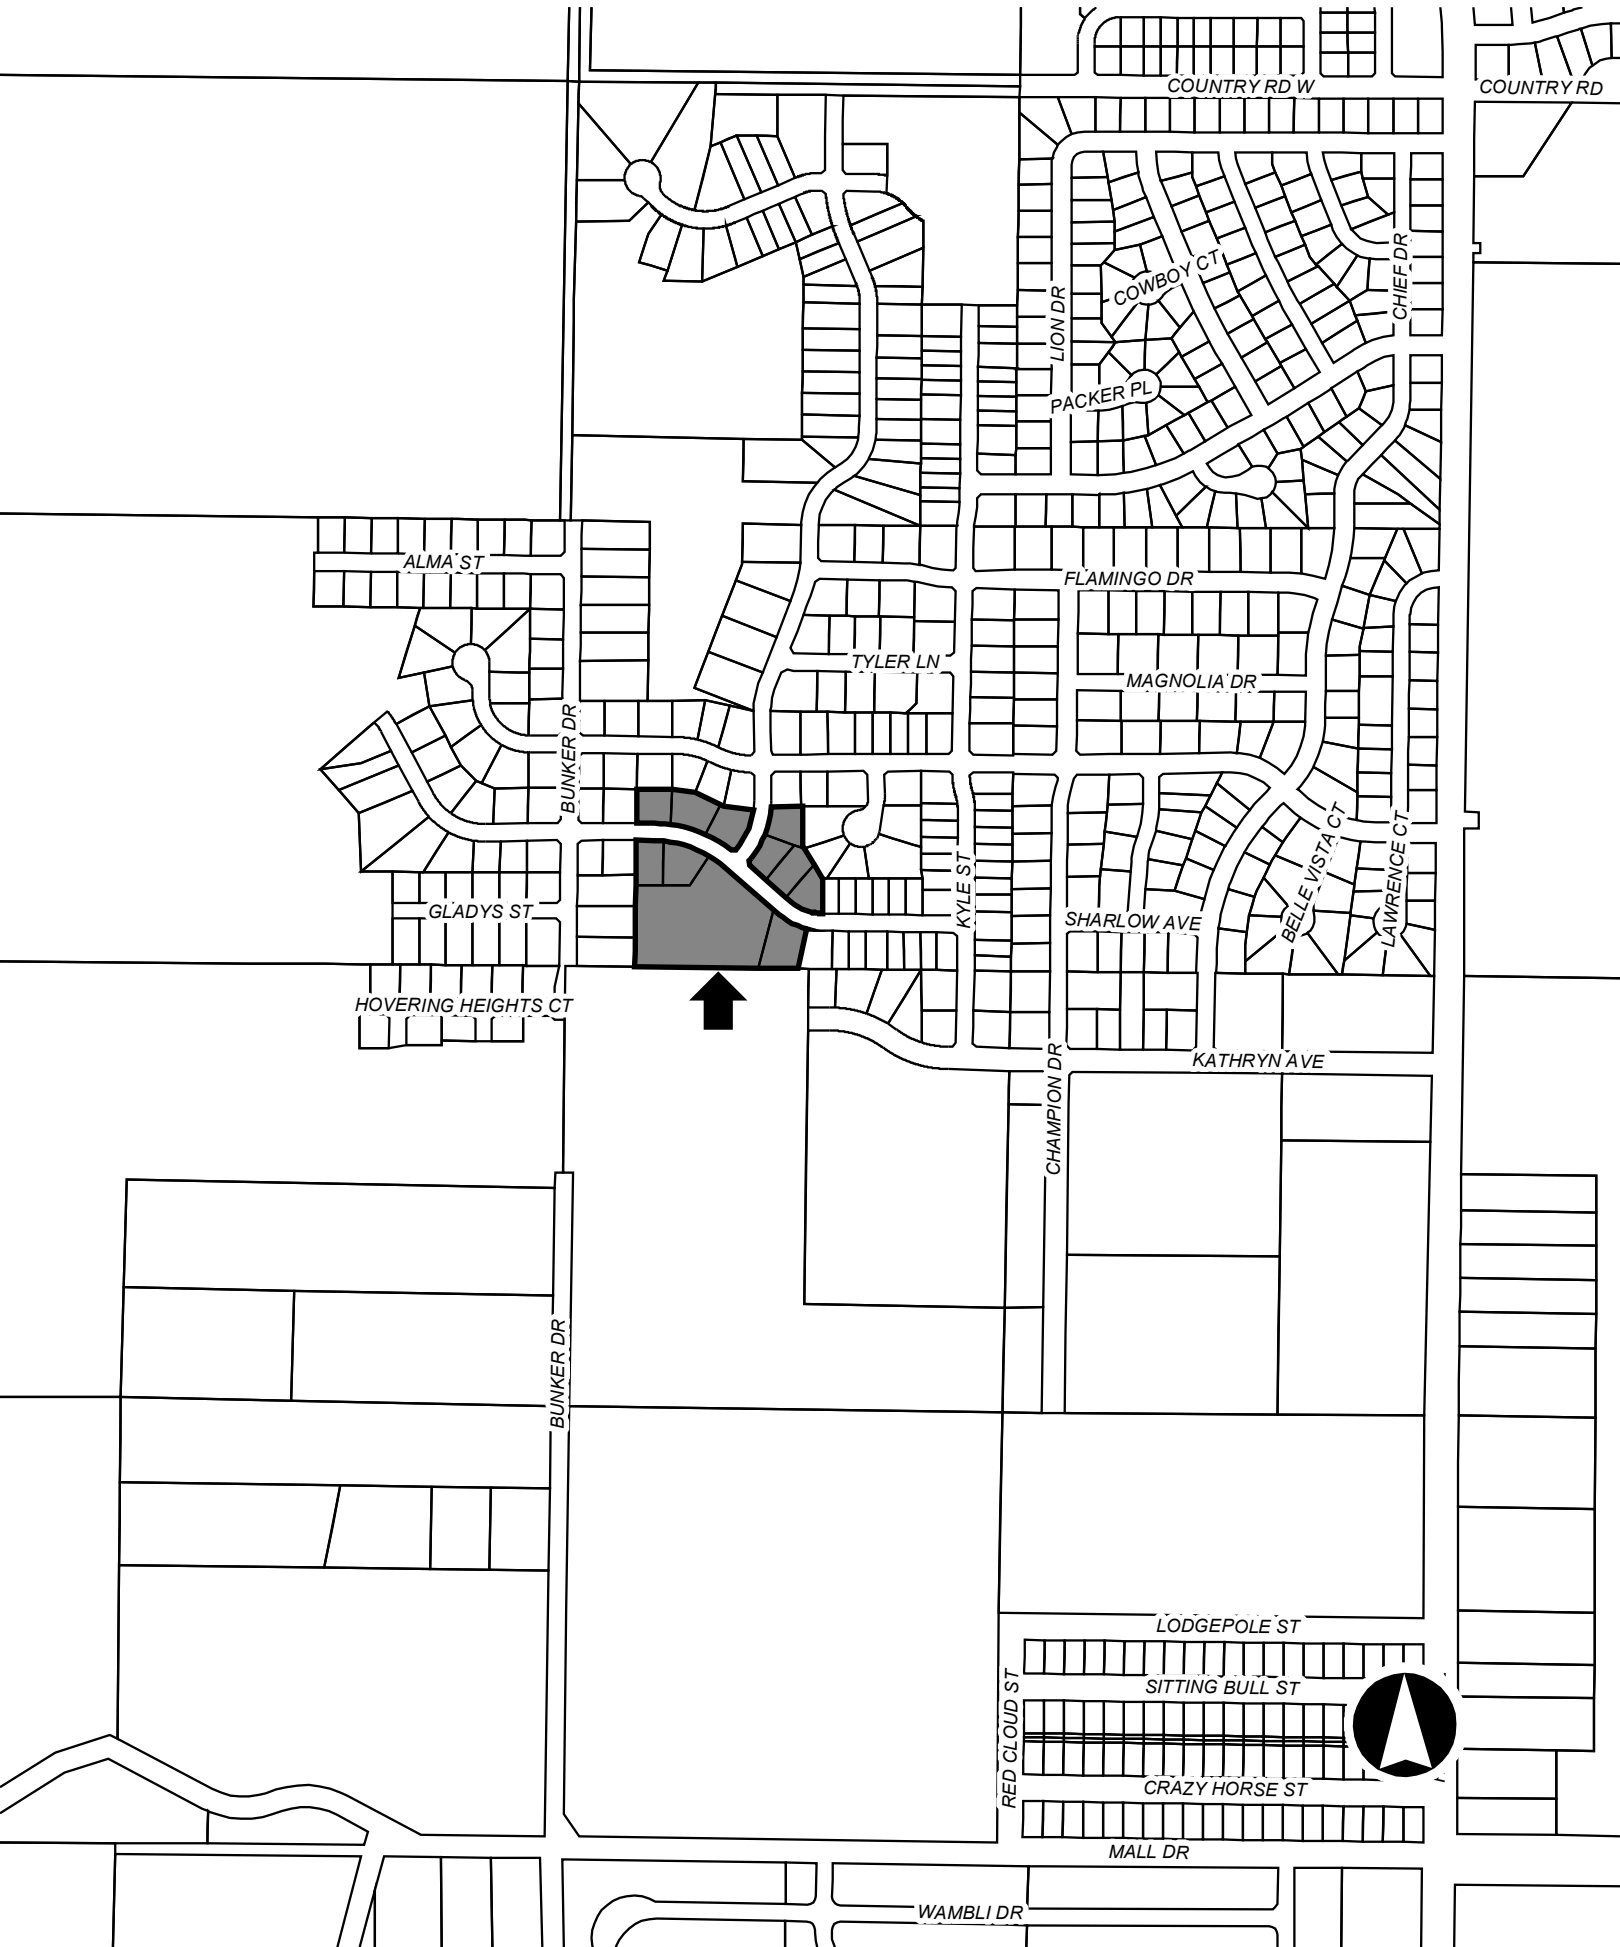 COUNTRY RD W
COUNTRY RD
CHIEF DR
COWBOY CT
LION DR
PACKER PL
ALMA ST
FLAMINGO DR
TYLER LN
MAGNOLIA DR
BUNKER DR
BELLE VISTA CT
LAWRENCE CT
KYLE ST
GLADYS ST
SHARLOW AVE
HOVERING HEIGHTS CT
KATHRYN AVE
CHAMPION DR
BUNKER DR
LODGEPOLE ST
SITTING BULL ST
RED CLOUD ST
CRAZY HORSE ST
MALL DR
WAMBLI DR